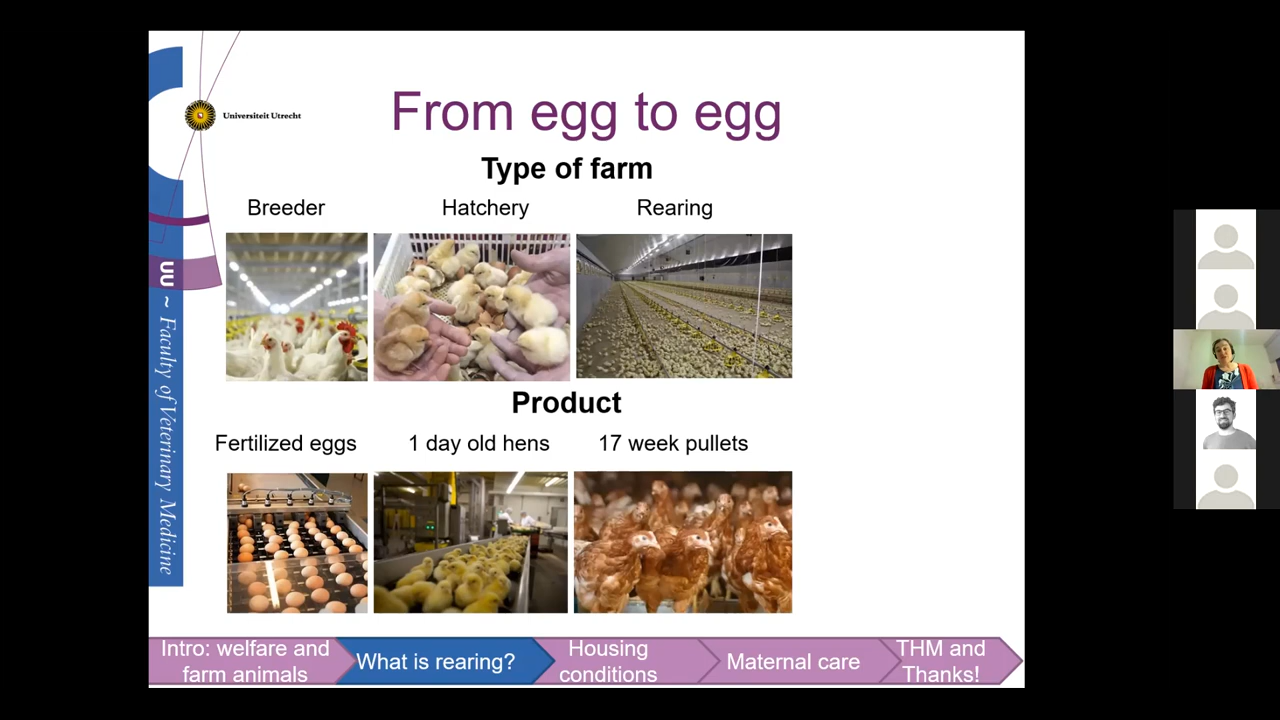 Universiteit Utrecht
From egg to egg
Type of farm
Breeder
Hatchery
Rearing
Product
Fertilized eggs
1 day old hens
17 week pullets
UU ~ Faculty of Veterinary Medicine
Intro: welfare and
farm animals
What is rearing?
Housing
conditions
Maternal care
THM and
Thanks!